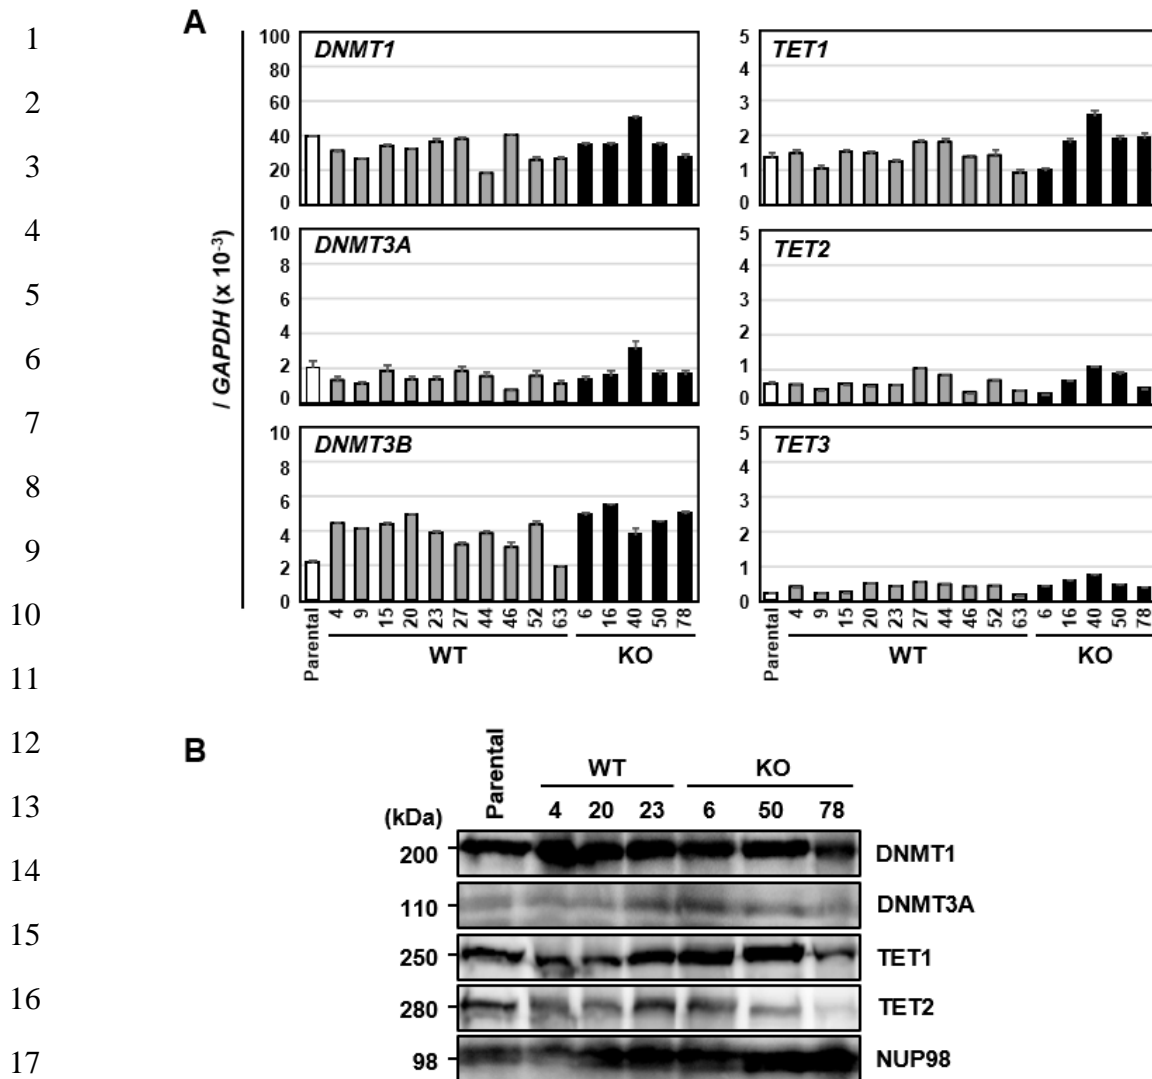 1
2
3
4
5
6
7
8
9
10
11
12
13
14
15
16
17
A
/ GAPDH (x 10⁻³)
DNMT1
100
80
60
40
20
0
TET1
5
4
3
2
1
0
DNMT3A
10
8
6
4
2
0
TET2
5
4
3
2
1
0
DNMT3B
10
8
6
4
2
0
Parental 4 9 15 20 23 27 44 46 52 63 6 16 40 50 78
WT KO
TET3
5
4
3
2
1
0
Parental 4 9 15 20 23 27 44 46 52 63 6 16 40 50 78
WT KO
B
Parental WT KO
(kDa) 4 20 23 6 50 78
200 DNMT1
110 DNMT3A
250 TET1
280 TET2
98 NUP98